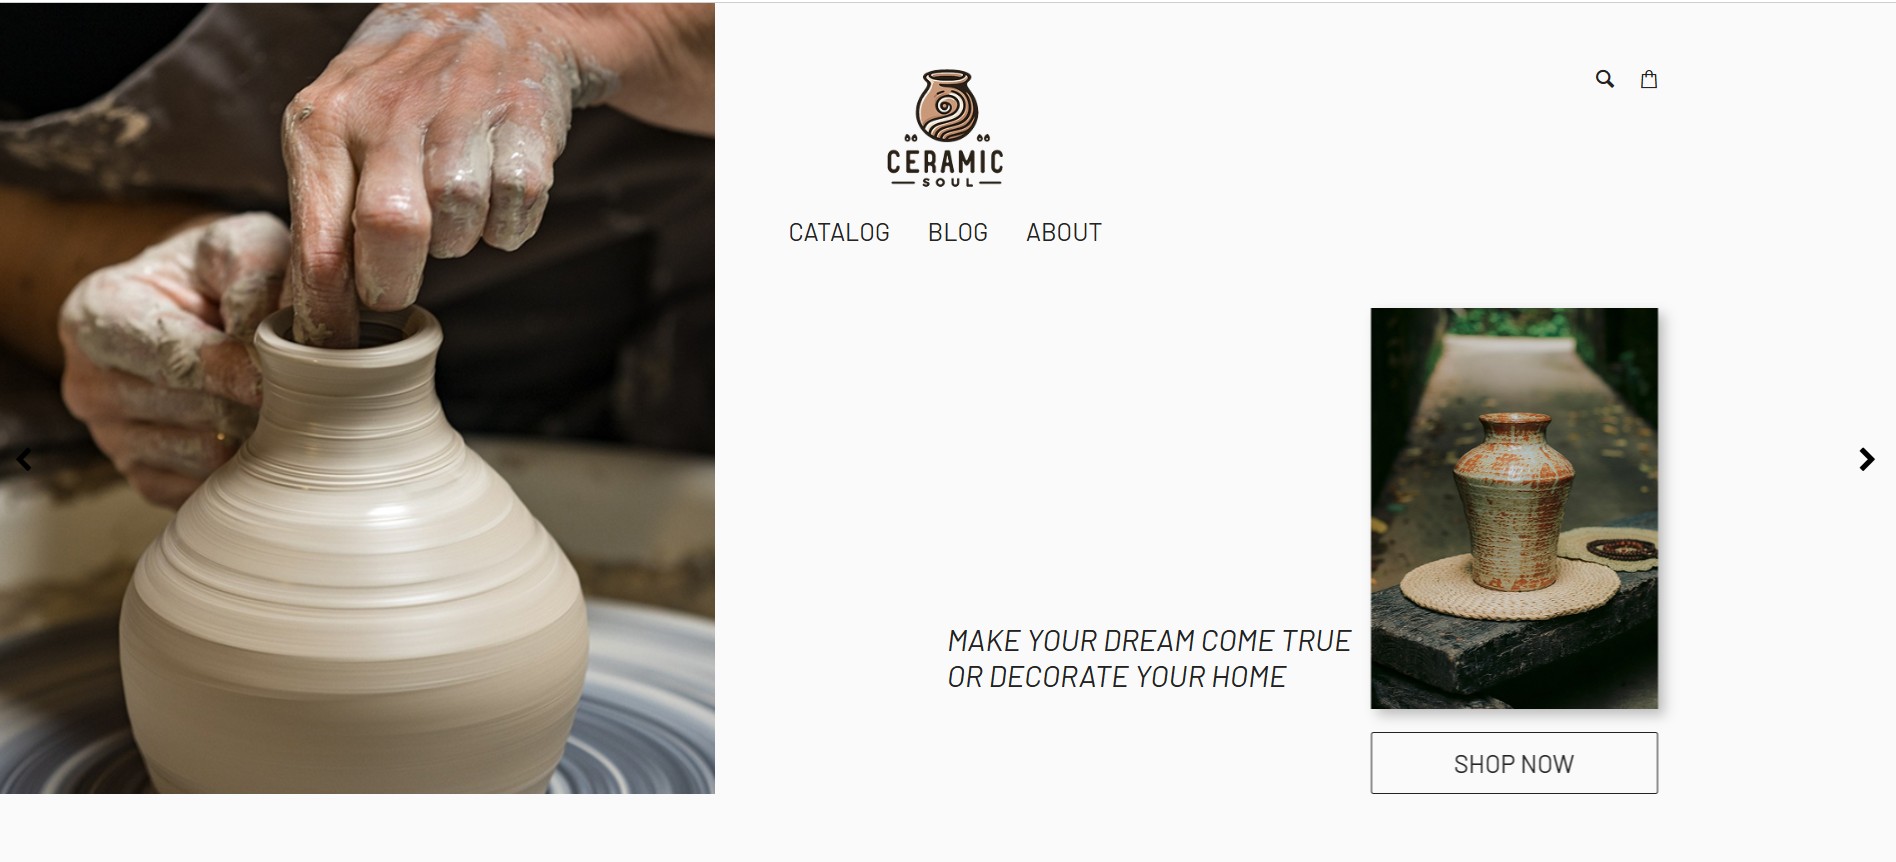 CERAMIC
SOUL
CATALOG BLOG ABOUT
MAKE YOUR DREAM COME TRUE
OR DECORATE YOUR HOME
SHOP NOW